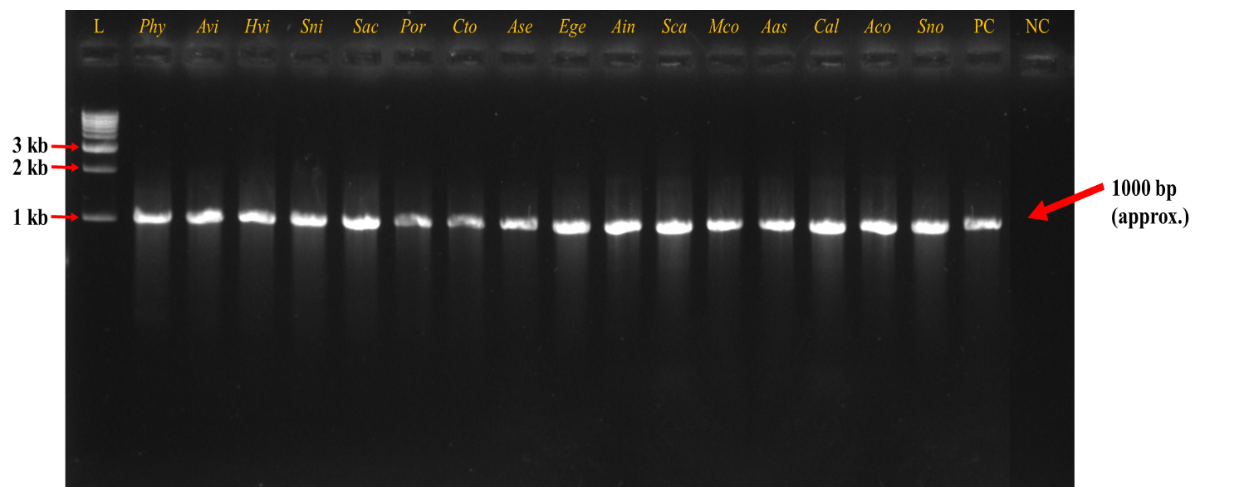 L Phy Avi Hvi Sni Sac Por Cto Ase Ege Ain Sca Mco Aas Cal Aco Sno PC NC
3 kb
2 kb
1 kb
1000 bp
(approx.)